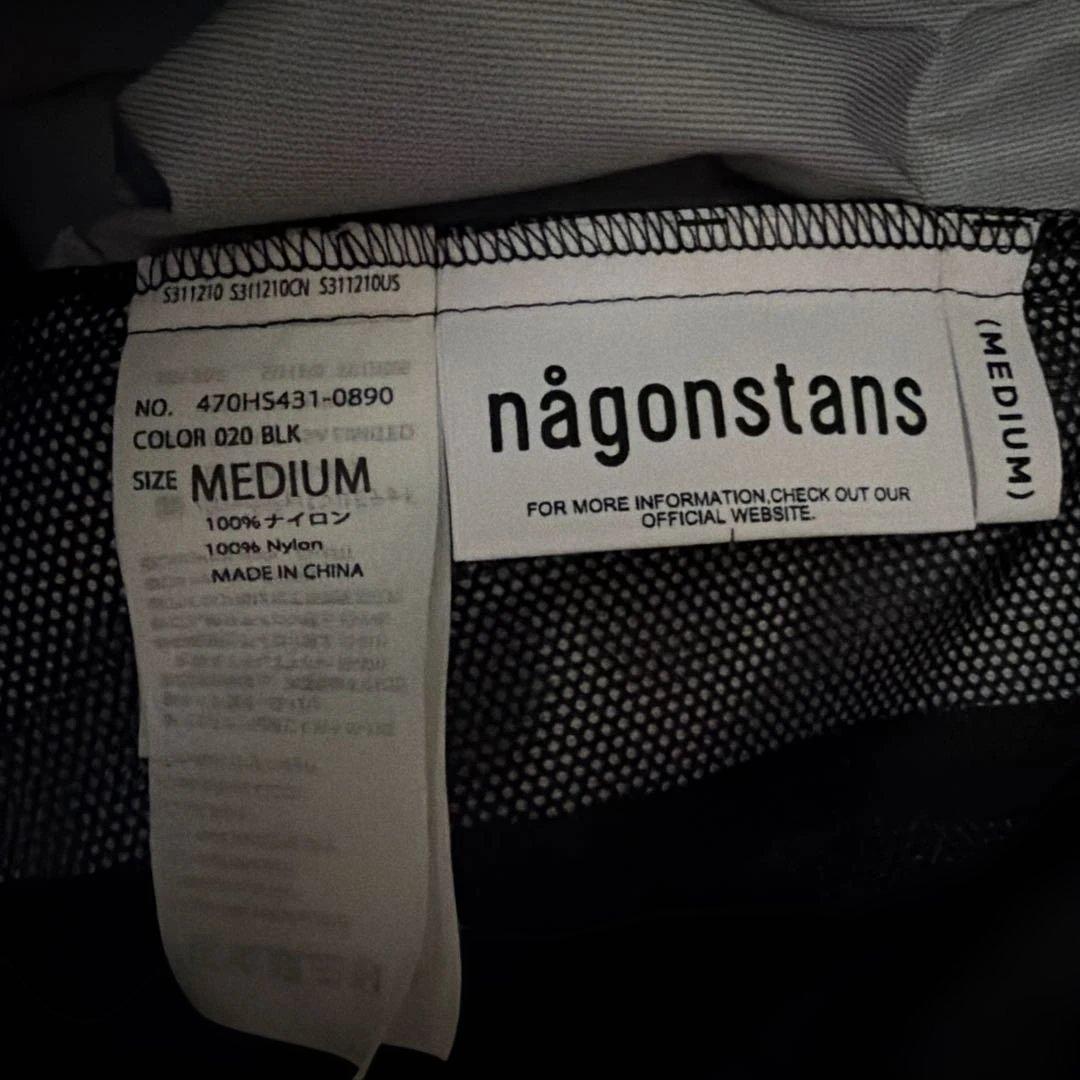 S311210 S311210CN S311210US
NO. 470HS431-0890
COLOR 020 BLK
SIZE MEDIUM
100%ナイロン
100% Nylon
MADE IN CHINA
någonstans
FOR MORE INFORMATION,CHECK OUT OUR
OFFICIAL WEBSITE.
(MEDIUM)